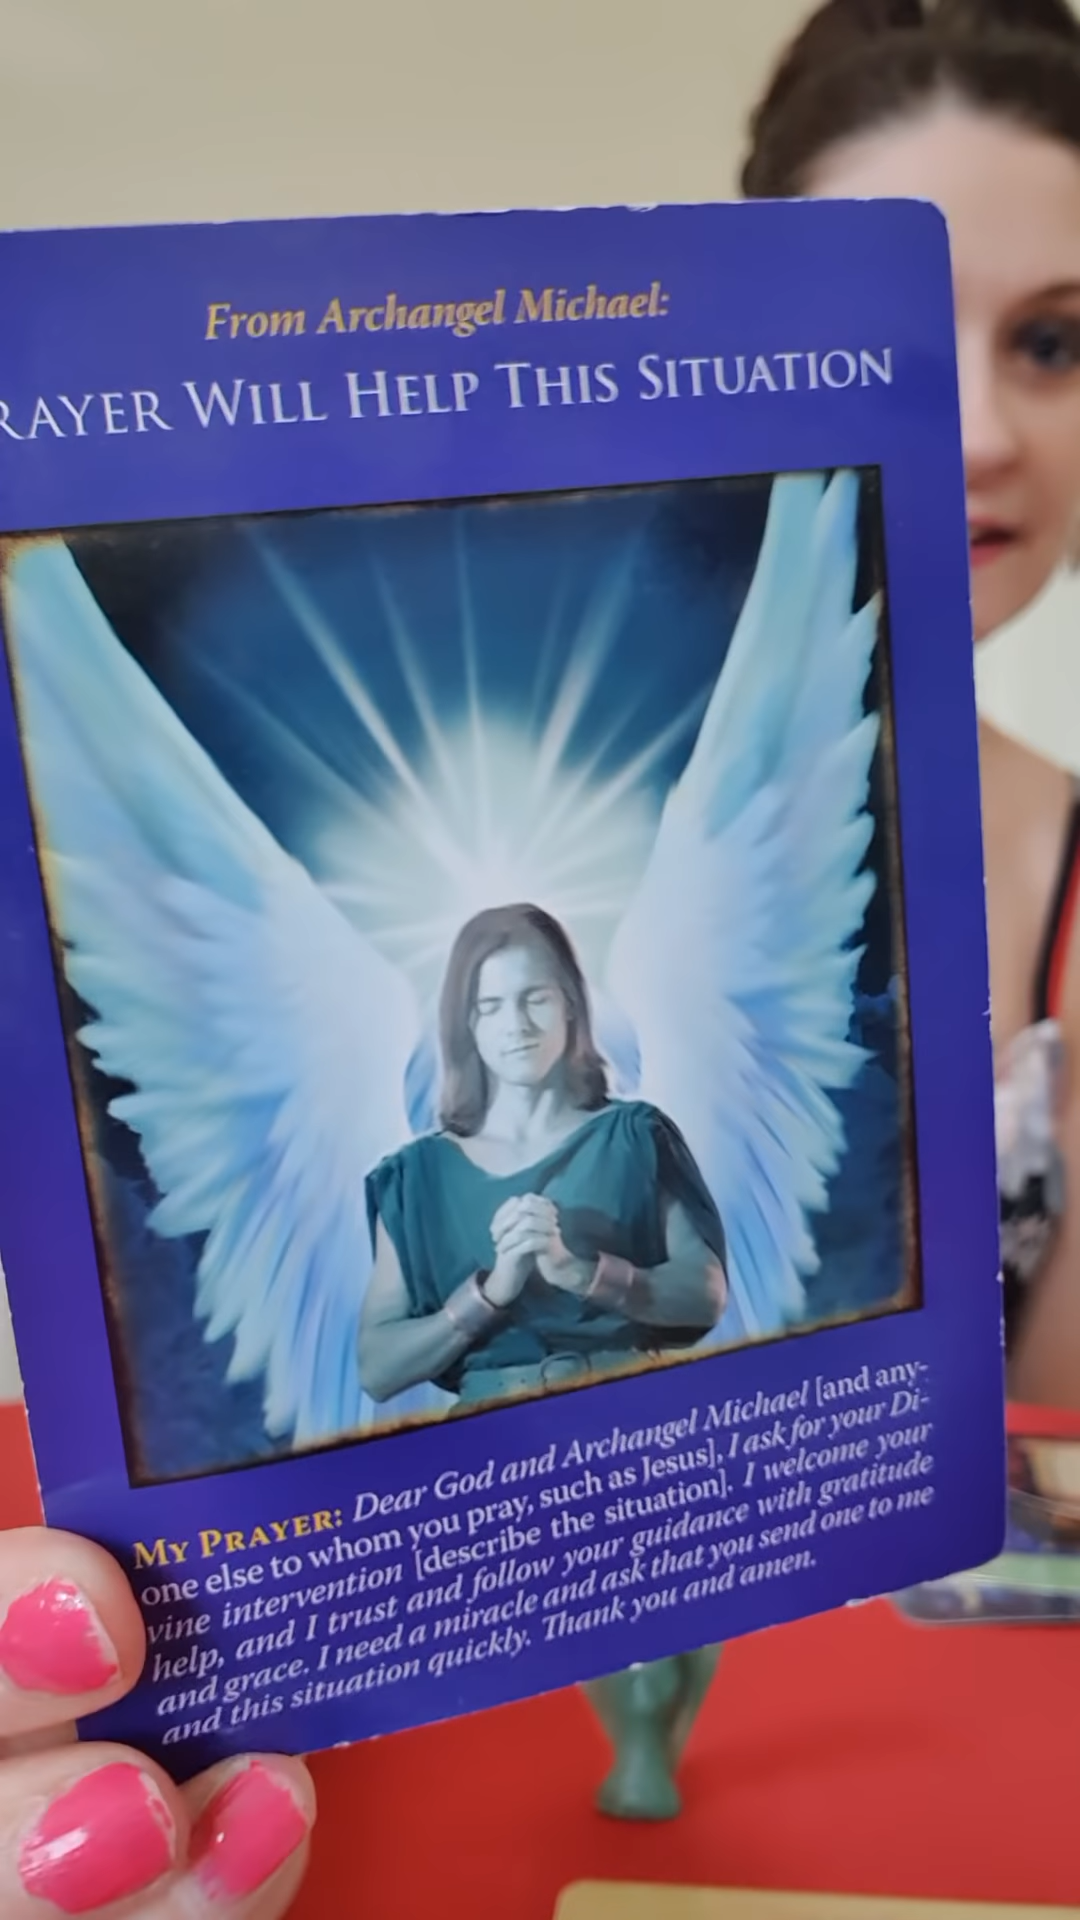 From Archangel Michael:
RAYER WILL HELP THIS SITUATION
MY PRAYER: Dear God and Archangel Michael [and any-
one else to whom you pray, such as Jesus], I ask for your Di-
vine intervention [describe the situation]. I welcome your
help, and I trust and follow your guidance with gratitude
and grace. I need a miracle and ask that you send one to me
and this situation quickly. Thank you and amen.